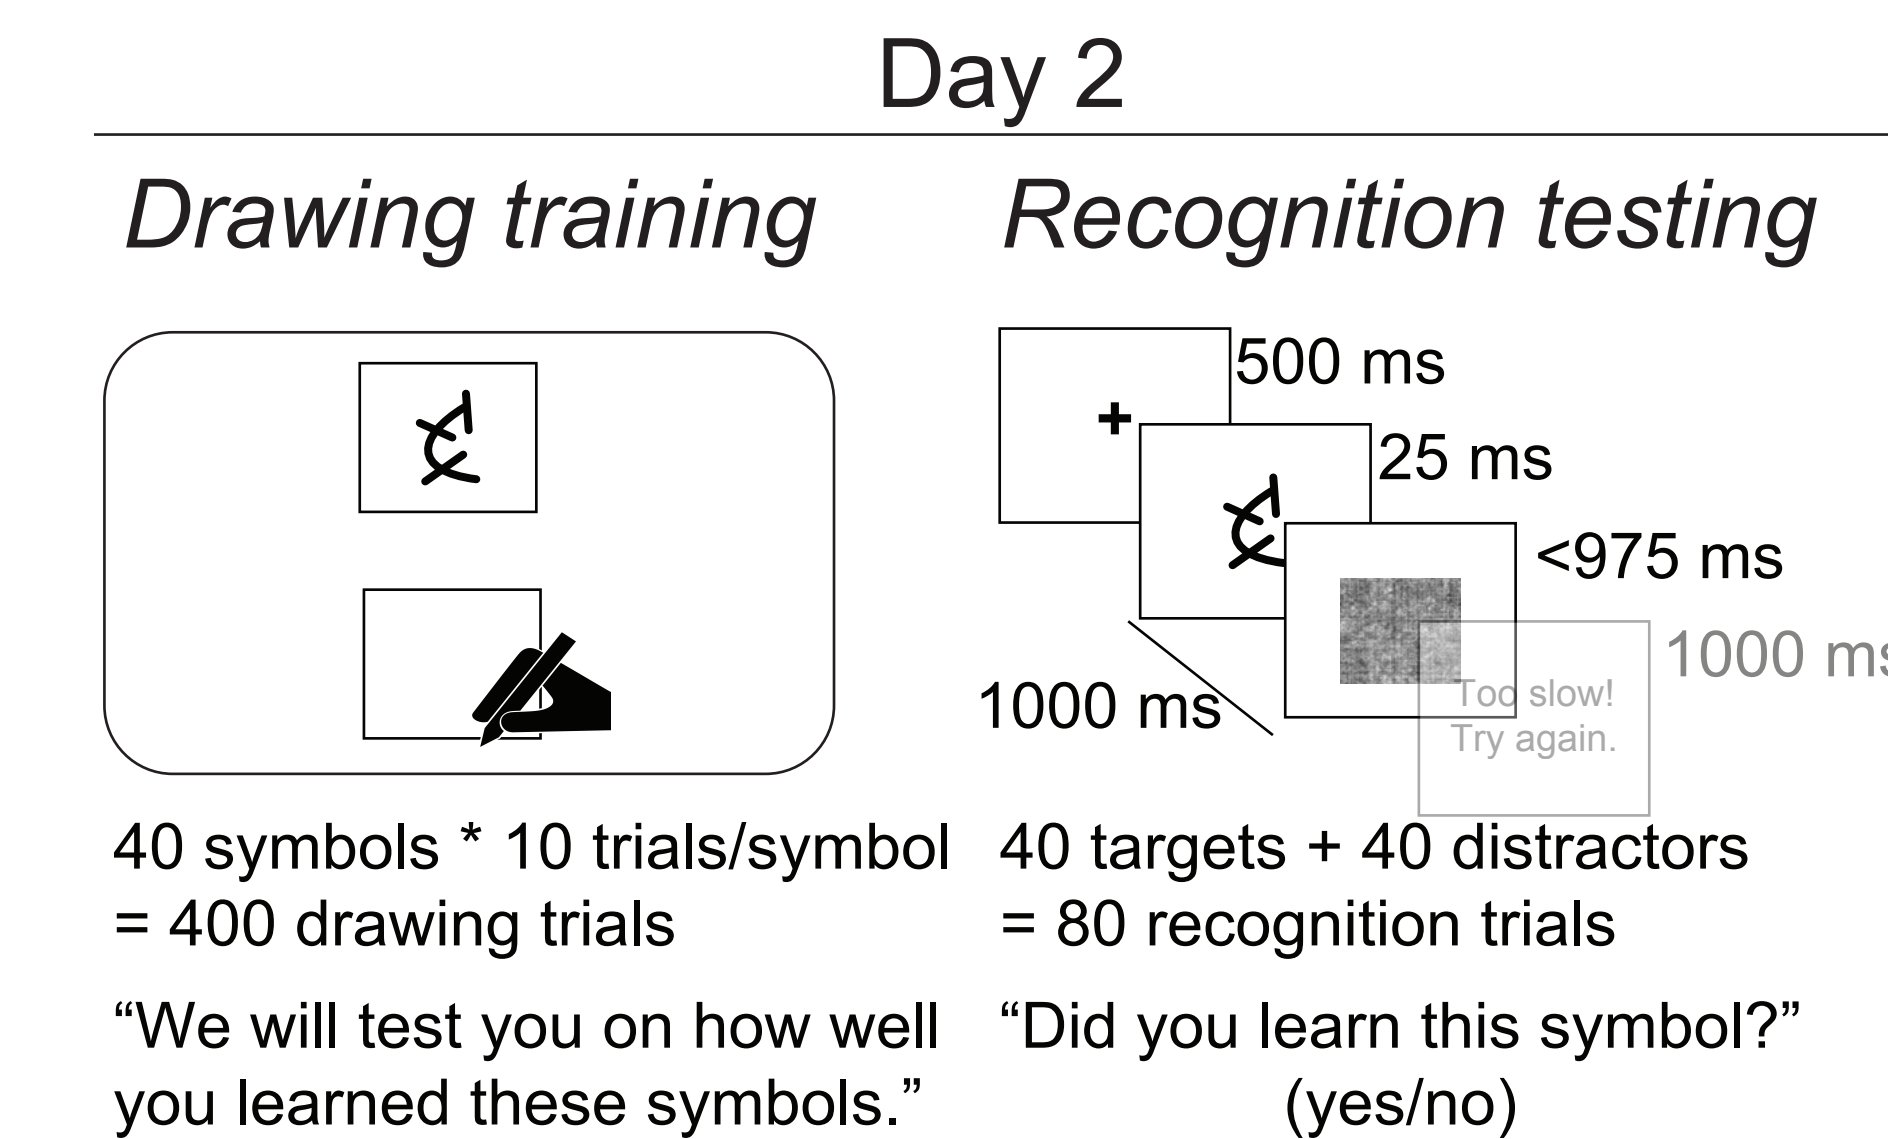 Day 2
Drawing training
Recognition testing
500 ms
25 ms
<975 ms
1000 ms
Too slow!
Try again.
1000 ms
40 symbols * 10 trials/symbol
= 400 drawing trials
“We will test you on how well
you learned these symbols.”
40 targets + 40 distractors
= 80 recognition trials
“Did you learn this symbol?”
(yes/no)